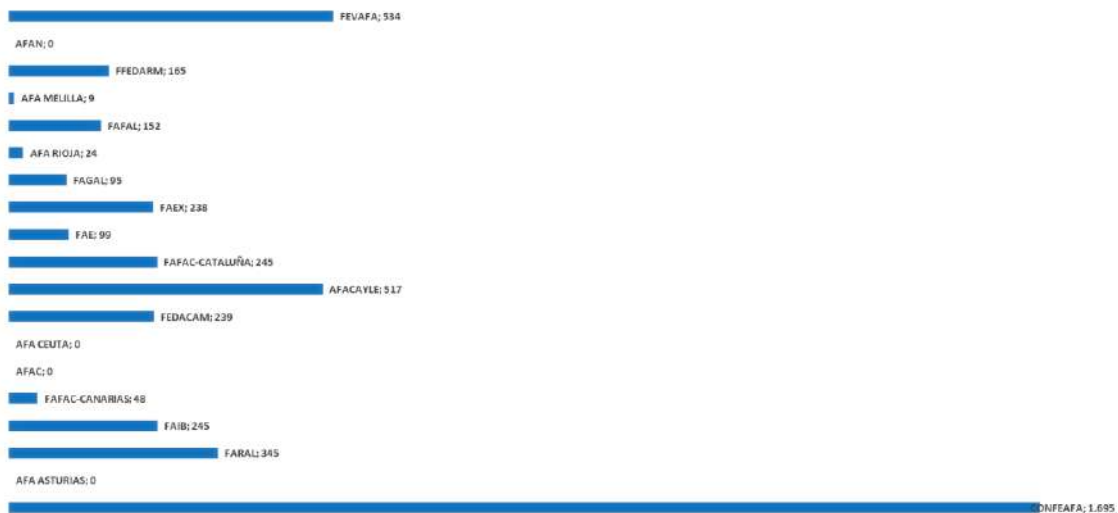 FEVAFA; 534
AFAN; 0
FFEDARM; 165
AFA MELILLA; 9
FAFAL; 152
AFA RIOJA; 24
FAGAL; 95
FAEX; 238
FAE; 99
FAFAC-CATALUÑA; 245
AFACAYLE; 517
FEDACAM; 239
AFA CEUTA; 0
AFAC; 0
FAFAC-CANARIAS; 48
FAIB; 245
FARAL; 345
AFA ASTURIAS; 0
CONFEAFA; 1.695